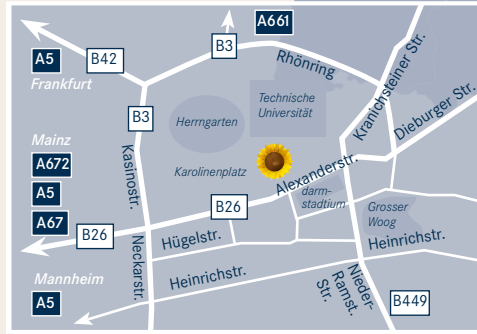 A661
B3
A5
B42
Frankfurt
Rhönring
Kranichsteiner Str.
Technische
Universität
Dieburger Str.
B3
Herrngarten
Mainz
A672
Kasinostr.
Karolinenplatz
Alexanderstr.
A5
darm-
stadtium
A67
B26
Grosser
Woog
B26
Hügelstr.
Heinrichstr.
Neckarstr.
Mannheim
Heinrichstr.
Nieder-
Ramst.
Str.
A5
B449